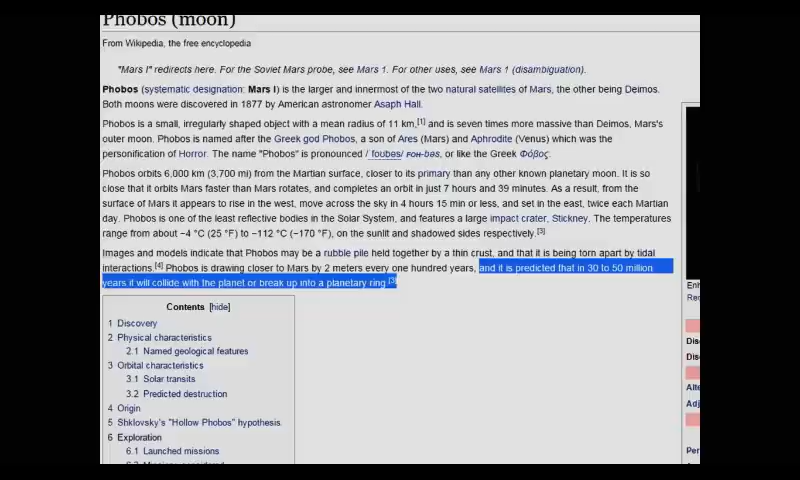 Phobos (moon)
From Wikipedia, the free encyclopedia
"Mars I" redirects here. For the Soviet Mars probe, see Mars 1. For other uses, see Mars 1 (disambiguation).
Phobos (systematic designation: Mars I) is the larger and innermost of the two natural satellites of Mars, the other being Deimos.
Both moons were discovered in 1877 by American astronomer Asaph Hall.
Phobos is a small, irregularly shaped object with a mean radius of 11 km,[1] and is seven times more massive than Deimos, Mars's
outer moon. Phobos is named after the Greek god Phobos, a son of Ares (Mars) and Aphrodite (Venus) which was the
personification of Horror. The name "Phobos" is pronounced /ˈfoʊbəs/ FOH-bəs, or like the Greek Φόβος.
Phobos orbits 6,000 km (3,700 mi) from the Martian surface, closer to its primary than any other known planetary moon. It is so
close that it orbits Mars faster than Mars rotates, and completes an orbit in just 7 hours and 39 minutes. As a result, from the
surface of Mars it appears to rise in the west, move across the sky in 4 hours 15 min or less, and set in the east, twice each Martian
day. Phobos is one of the least reflective bodies in the Solar System, and features a large impact crater, Stickney. The temperatures
range from about −4 °C (25 °F) to −112 °C (−170 °F), on the sunlit and shadowed sides respectively.[3]
Images and models indicate that Phobos may be a rubble pile held together by a thin crust, and that it is being torn apart by tidal
interactions.[4] Phobos is drawing closer to Mars by 2 meters every one hundred years, and it is predicted that in 30 to 50 million
years it will collide with the planet or break up into a planetary ring.[3]
Contents [hide]
1 Discovery
2 Physical characteristics
2.1 Named geological features
3 Orbital characteristics
3.1 Solar transits
3.2 Predicted destruction
4 Origin
5 Shklovsky's "Hollow Phobos" hypothesis
6 Exploration
6.1 Launched missions
Enh
Dis
Dis
Alte
Adj
Per